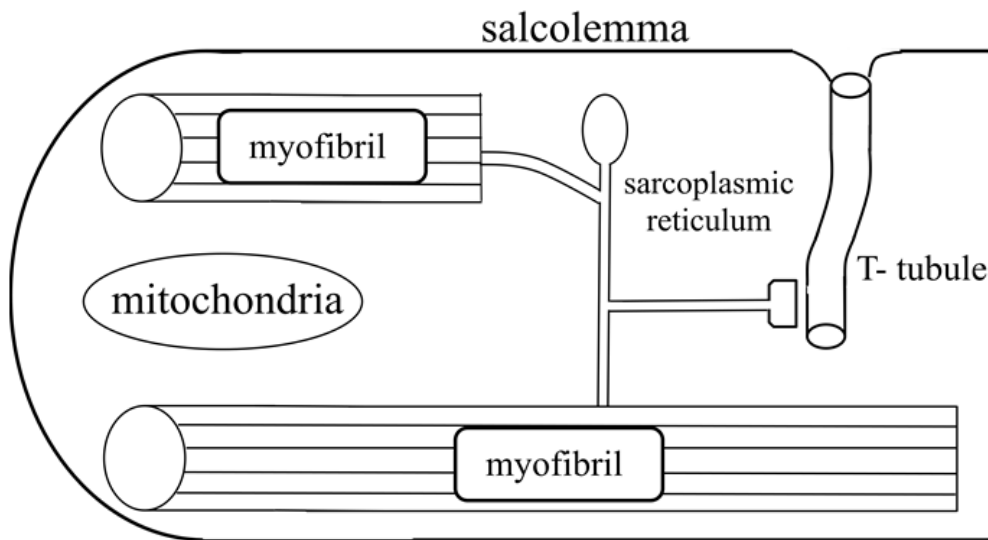 salcolemma
myofibril
sarcoplasmic
reticulum
T- tubule
mitochondria
myofibril